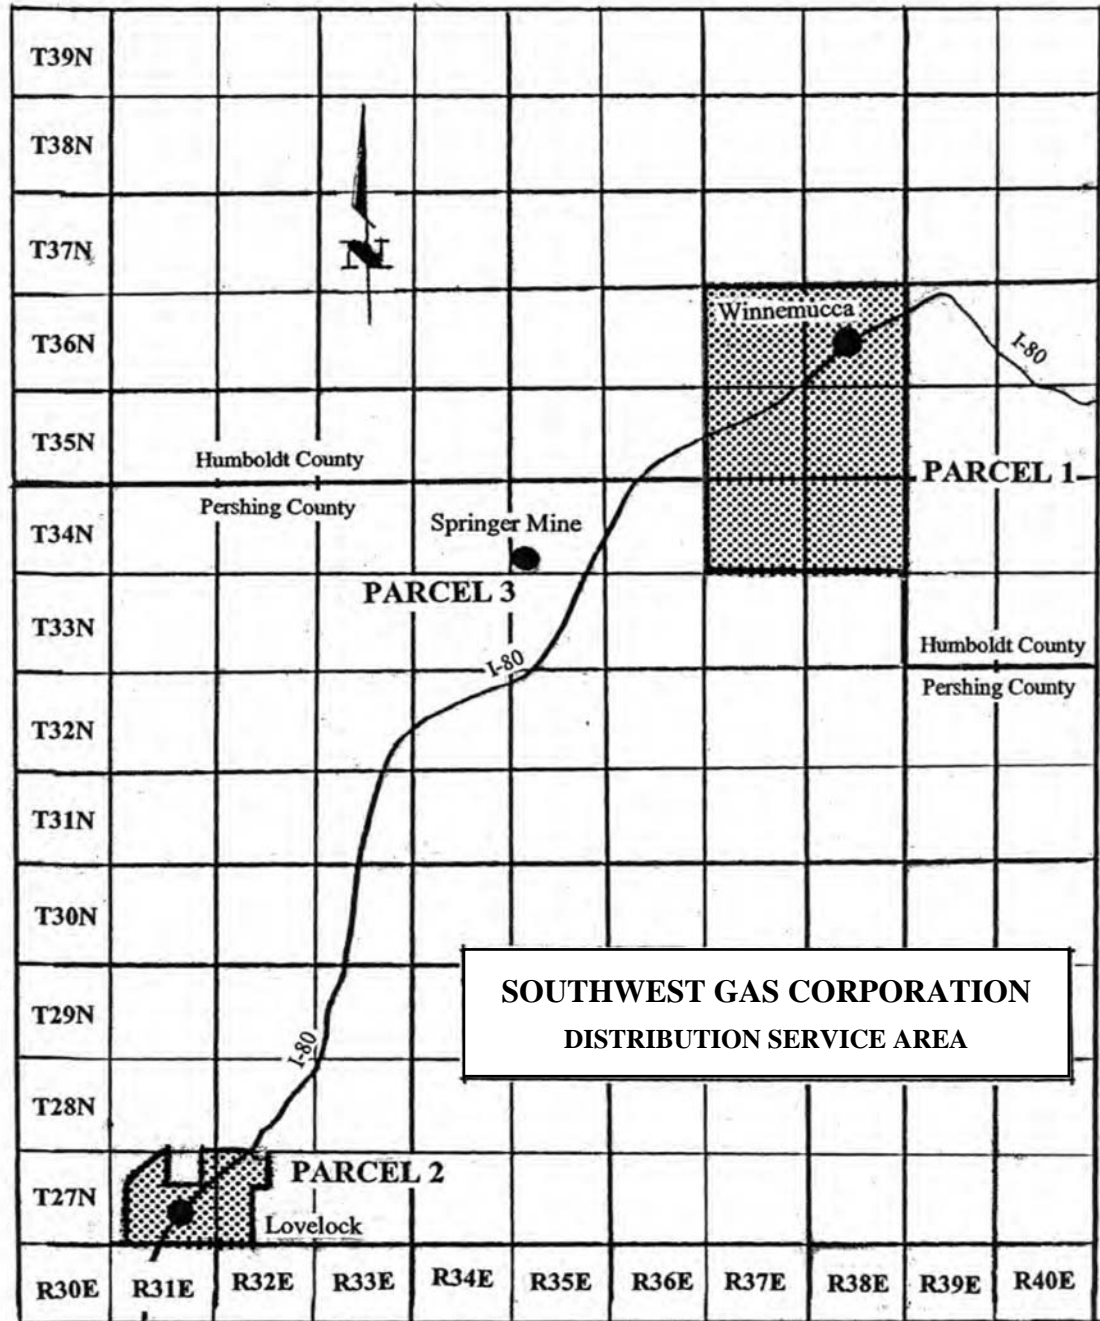 T39N
T38N
T37N
N
Winnemucca
T36N
I-80
T35N
Humboldt County
PARCEL 1
Pershing County
Springer Mine
T34N
PARCEL 3
T33N
Humboldt County
I-80
Pershing County
T32N
T31N
T30N
SOUTHWEST GAS CORPORATION
T29N
DISTRIBUTION SERVICE AREA
I-80
T28N
PARCEL 2
T27N
Lovelock
R30E R31E R32E R33E R34E R35E R36E R37E R38E R39E R40E